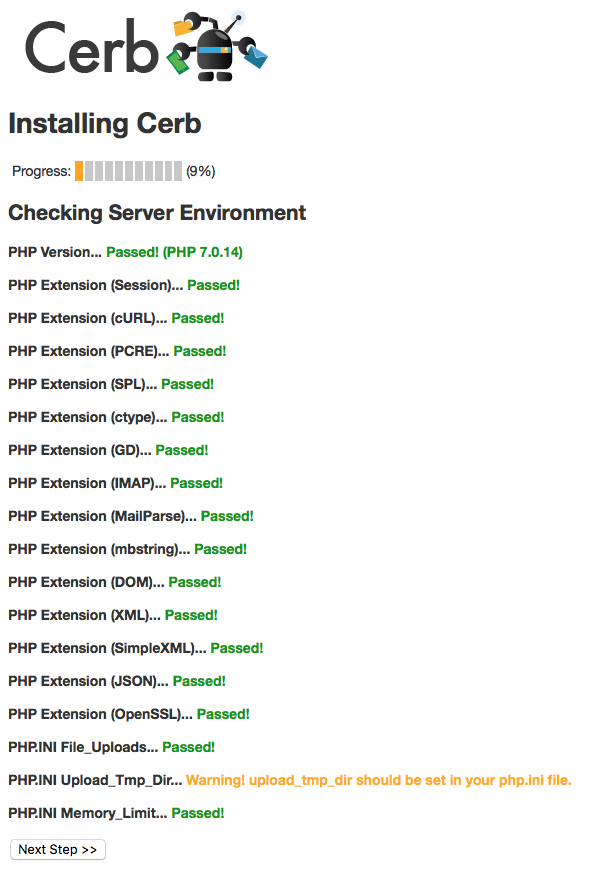 Cerb
Installing Cerb
Progress: (9%)
Checking Server Environment
PHP Version... Passed! (PHP 7.0.14)
PHP Extension (Session)... Passed!
PHP Extension (cURL)... Passed!
PHP Extension (PCRE)... Passed!
PHP Extension (SPL)... Passed!
PHP Extension (ctype)... Passed!
PHP Extension (GD)... Passed!
PHP Extension (IMAP)... Passed!
PHP Extension (MailParse)... Passed!
PHP Extension (mbstring)... Passed!
PHP Extension (DOM)... Passed!
PHP Extension (XML)... Passed!
PHP Extension (SimpleXML)... Passed!
PHP Extension (JSON)... Passed!
PHP Extension (OpenSSL)... Passed!
PHP.INI File_Uploads... Passed!
PHP.INI Upload_Tmp_Dir... Warning! upload_tmp_dir should be set in your php.ini file.
PHP.INI Memory_Limit... Passed!
Next Step >>